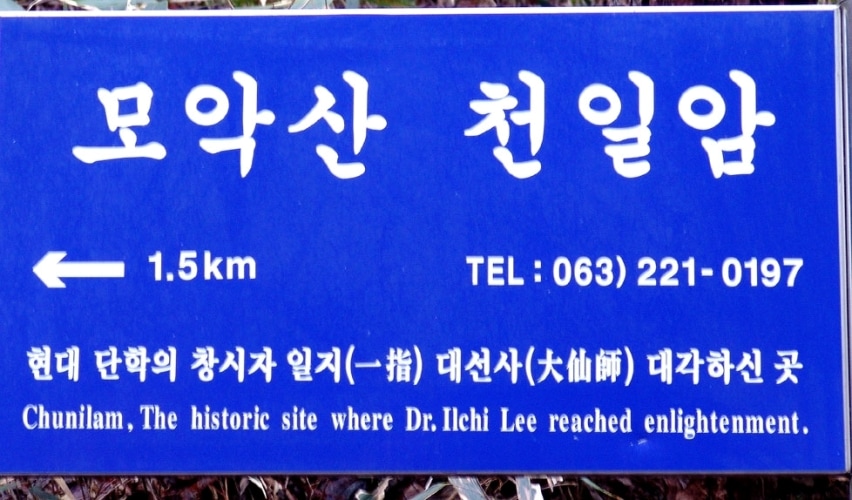 모악산 천일암
← 1.5km TEL : 063) 221-0197
현대 단학의 창시자 일지(一指) 대선사(大仙師) 대각하신 곳
Chunilam, The historic site where Dr. Ilchi Lee reached enlightenment.